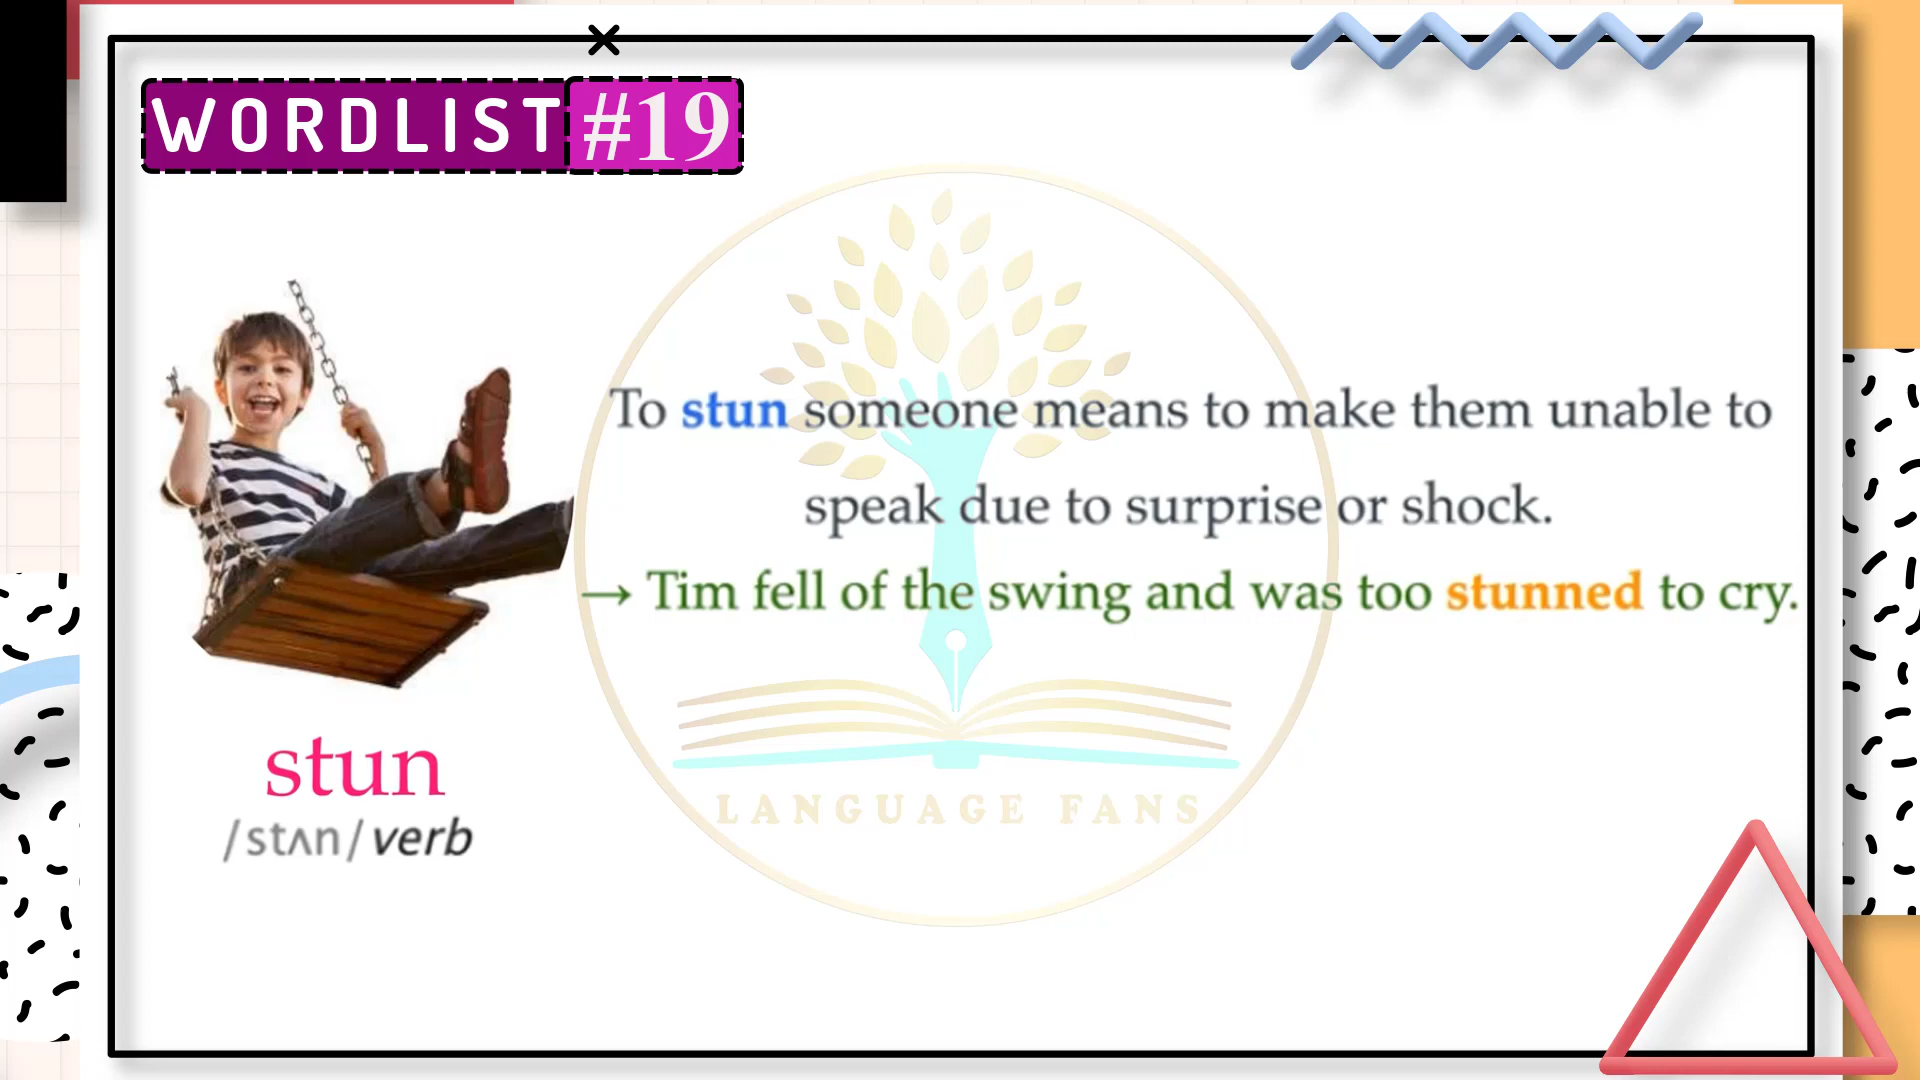 WORDLIST #19
To stun someone means to make them unable to
speak due to surprise or shock.
→ Tim fell of the swing and was too stunned to cry.
stun
/stʌn/ verb
LANGUAGE FANS